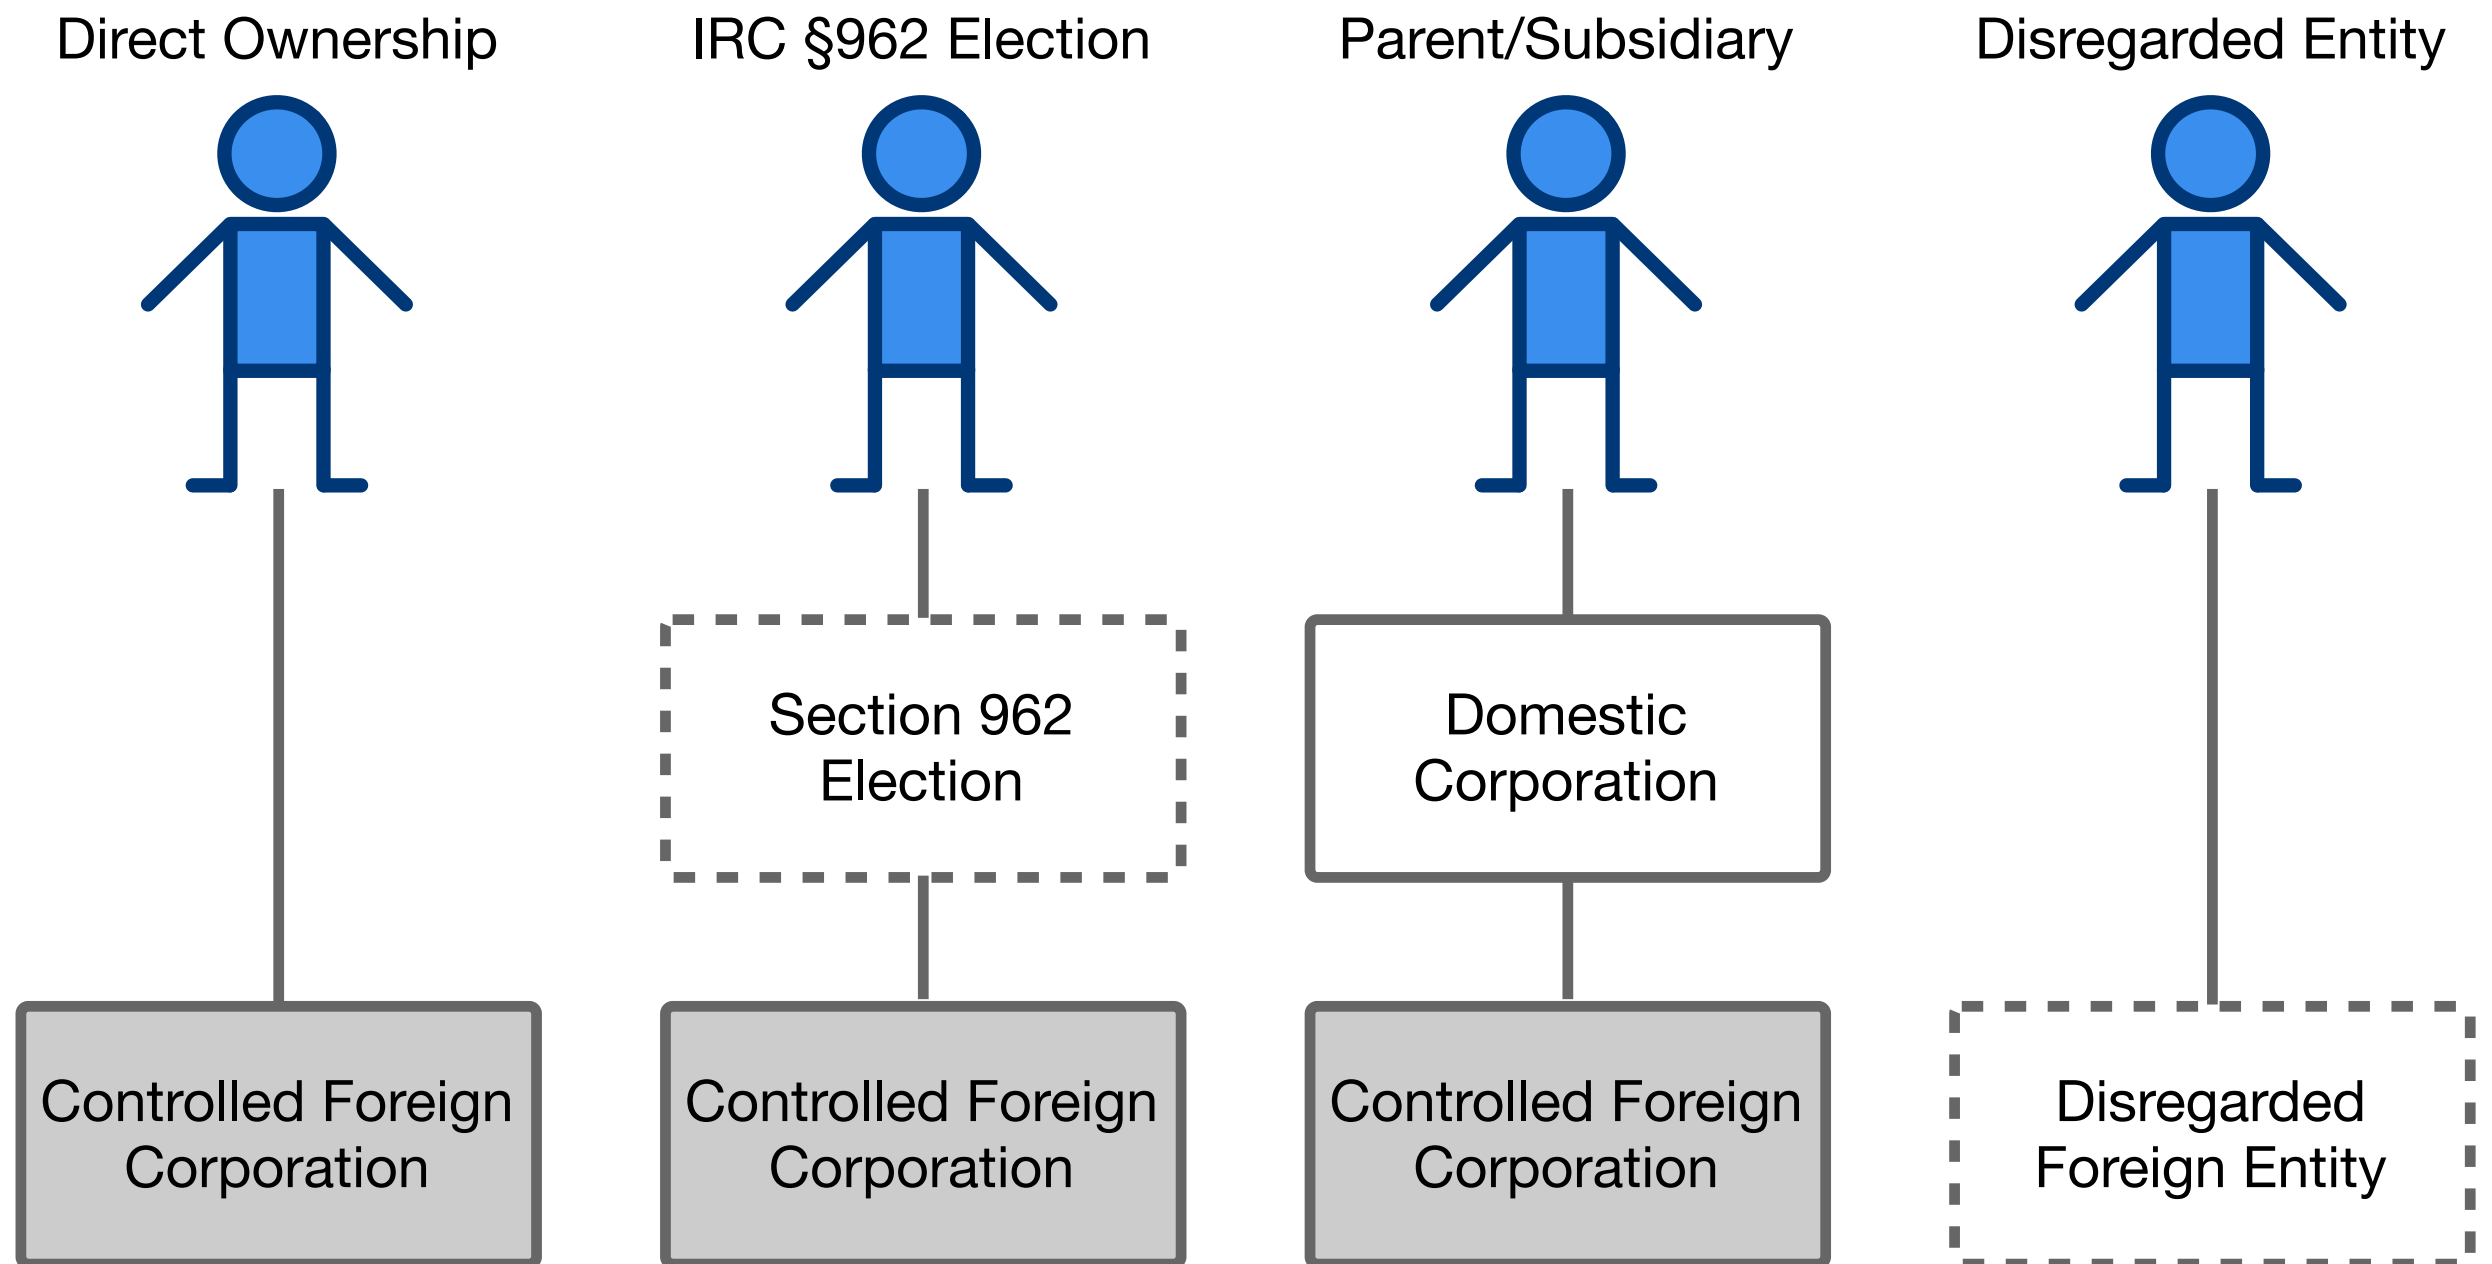 Direct Ownership
IRC §962 Election
Parent/Subsidiary
Disregarded Entity
Section 962
Election
Domestic
Corporation
Controlled Foreign
Corporation
Controlled Foreign
Corporation
Controlled Foreign
Corporation
Disregarded
Foreign Entity